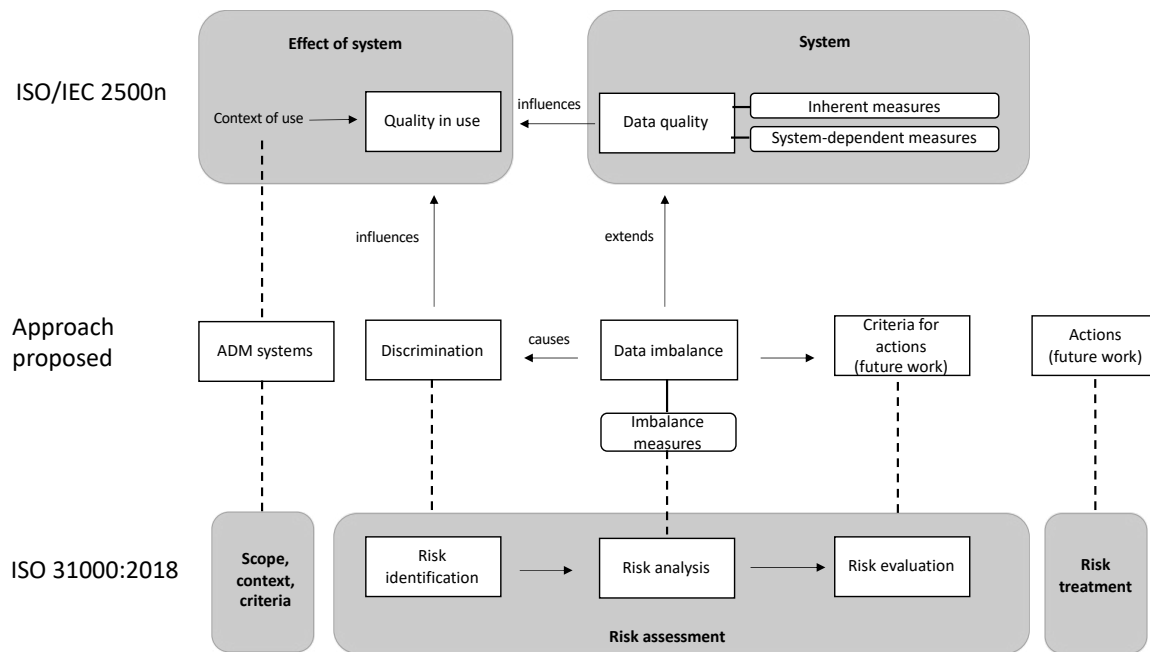 Effect of system
System
ISO/IEC 2500n
Context of use
Quality in use
influences
Data quality
Inherent measures
System-dependent measures
influences
extends
Approach
proposed
ADM systems
Discrimination
causes
Data imbalance
Criteria for
actions
(future work)
Actions
(future work)
Imbalance
measures
ISO 31000:2018
Scope,
context,
criteria
Risk
identification
Risk analysis
Risk evaluation
Risk
treatment
Risk assessment